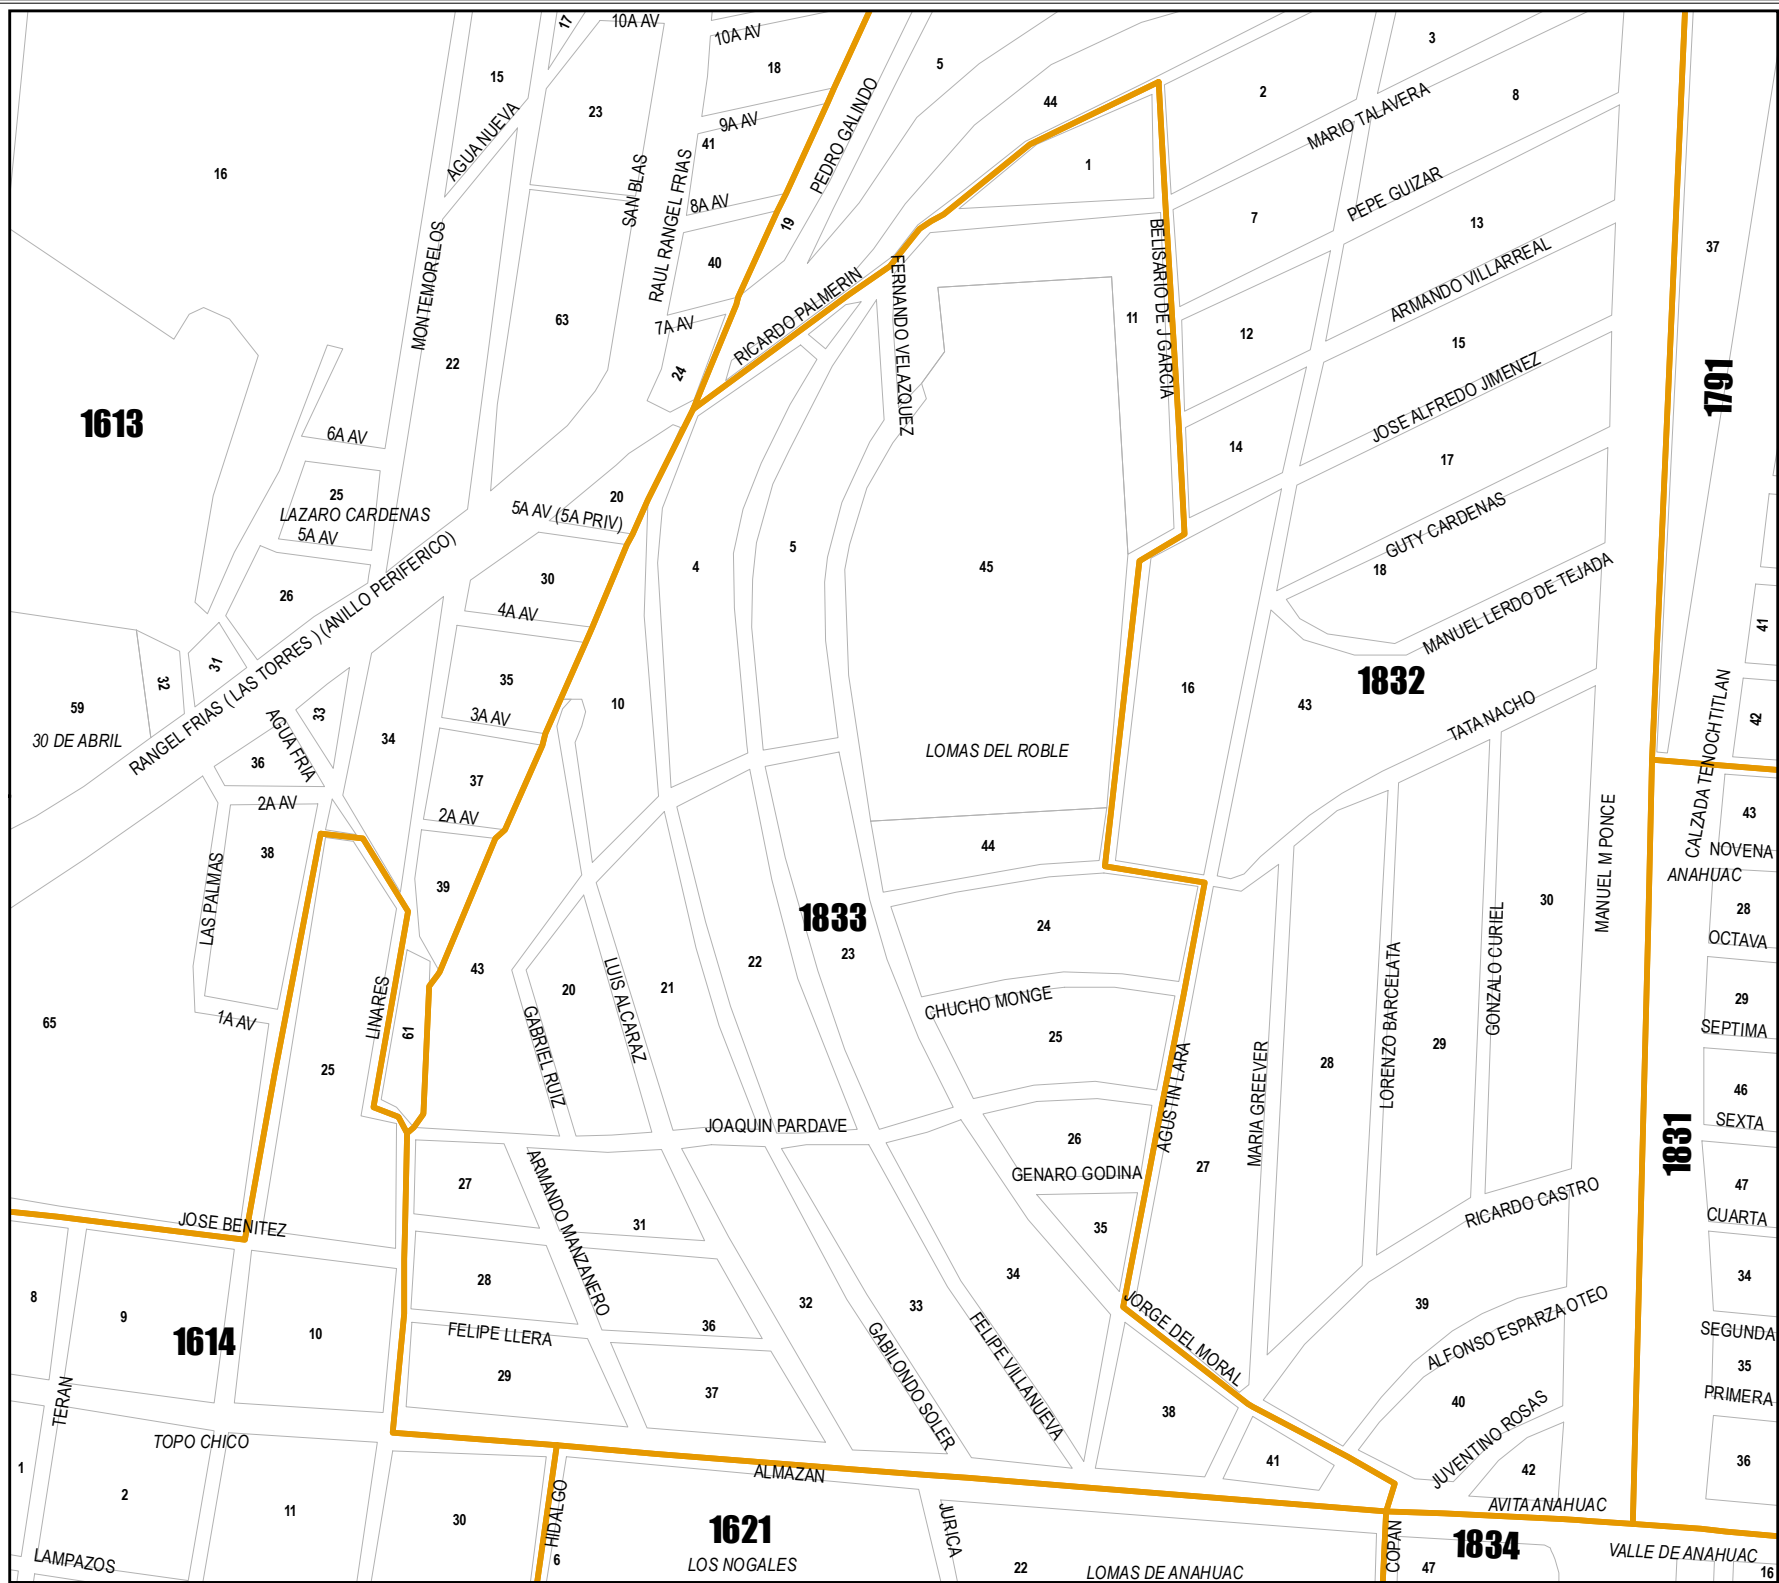 17
10A AV
10A AV
3
5
15
18
2
8
44
23
AGUA NUEVA
9A AV
PEDRO GALINDO
MARIO TALAVERA
41
16
1
SAN BLAS
RAUL RANGEL FRIAS
8A AV
PEPE GUIZAR
19
7
13
37
MONTEMORELOS
40
ARMANDO VILLARREAL
BELISARIO DE J GARCIA
FERNANDO VELAZQUEZ
RICARDO PALMERIN
63
7A AV
11
12
15
22
24
1791
JOSE ALFREDO JIMENEZ
1613
6A AV
14
17
25
LAZARO CARDENAS
5A AV
20
5A AV (5A PRIV)
GUTY CARDENAS
5
4
45
18
30
26
4A AV
MANUEL LERDO DE TEJADA
41
RANGEL FRIAS ( LAS TORRES ) (ANILLO PERIFERICO)
31
32
35
1832
16
59
33
3A AV
10
43
TATA NACHO
42
30 DE ABRIL
AGUA FRIA
34
LOMAS DEL ROBLE
CALZADA TENOCHTITLAN
36
37
2A AV
2A AV
43
38
44
NOVENA
ANAHUAC
LAS PALMAS
39
MANUEL M PONCE
30
28
1833
24
OCTAVA
GONZALO CURIEL
LORENZO BARCELATA
43
22
23
20
21
LUIS ALCARAZ
CHUCHO MONGE
29
65
1A AV
LINARES
61
GABRIEL RUIZ
SEPTIMA
25
29
25
28
46
AGUSTIN LARA
MARIA GREEVER
JOAQUIN PARDAVE
SEXTA
1831
26
27
GENARO GODINA
27
47
ARMANDO MANZANERO
RICARDO CASTRO
CUARTA
JOSE BENITEZ
31
35
28
34
34
8
9
32
33
39
1614
10
FELIPE LLERA
36
JORGE DEL MORAL
ALFONSO ESPARZA OTEO
SEGUNDA
GABILONDO SOLER
FELIPE VILLANUEVA
29
37
35
PRIMERA
TERAN
38
40
TOPO CHICO
JUVENTINO ROSAS
1
ALMAZAN
41
42
36
2
11
HIDALGO
30
JURICA
AVITA ANAHUAC
1621
COPAN
1834
6
LAMPAZOS
LOS NOGALES
22
LOMAS DE ANAHUAC
47
VALLE DE ANAHUAC
16